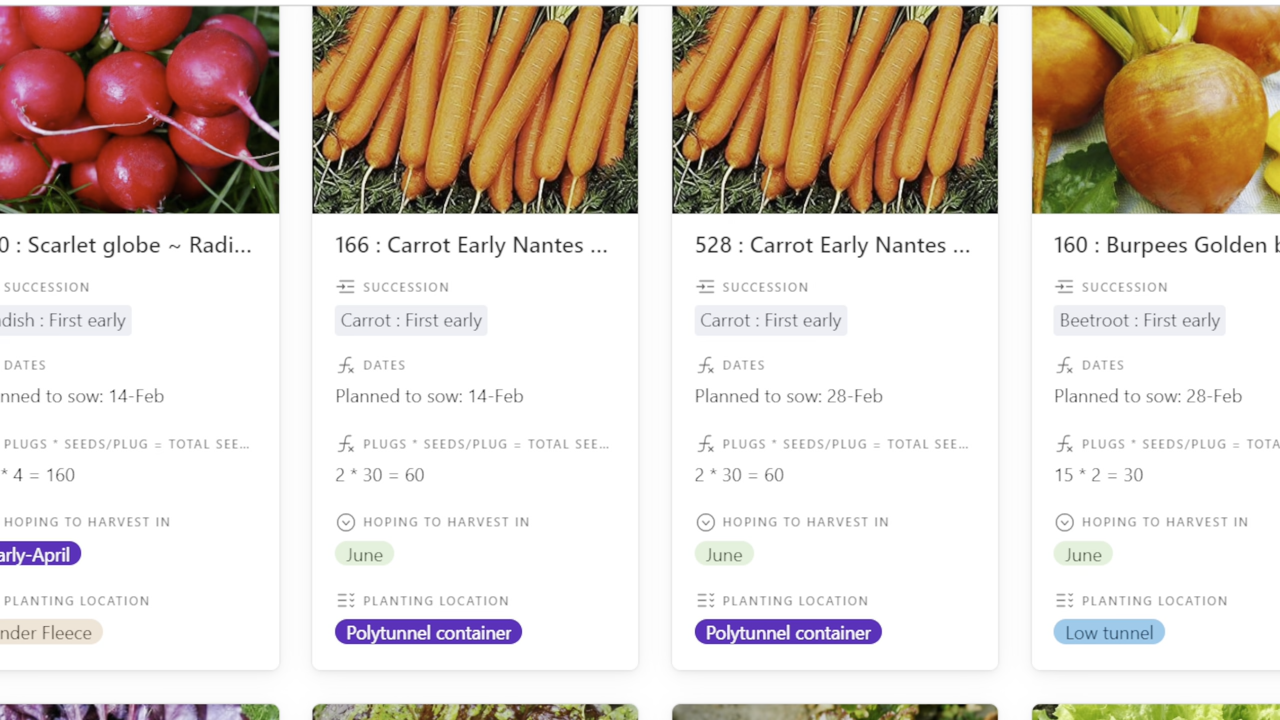 0 : Scarlet globe ~ Radi...
SUCCESSION
dish : First early
DATES
nned to sow: 14-Feb
PLUGS * SEEDS/PLUG = TOTAL SEE...
* 4 = 160
HOPING TO HARVEST IN
arly-April
PLANTING LOCATION
nder Fleece
166 : Carrot Early Nantes ...
SUCCESSION
Carrot : First early
DATES
Planned to sow: 14-Feb
PLUGS * SEEDS/PLUG = TOTAL SEE...
2 * 30 = 60
HOPING TO HARVEST IN
June
PLANTING LOCATION
Polytunnel container
528 : Carrot Early Nantes ...
SUCCESSION
Carrot : First early
DATES
Planned to sow: 28-Feb
PLUGS * SEEDS/PLUG = TOTAL SEE...
2 * 30 = 60
HOPING TO HARVEST IN
June
PLANTING LOCATION
Polytunnel container
160 : Burpees Golden b
SUCCESSION
Beetroot : First early
DATES
Planned to sow: 28-Feb
PLUGS * SEEDS/PLUG = TOTA
15 * 2 = 30
HOPING TO HARVEST IN
June
PLANTING LOCATION
Low tunnel